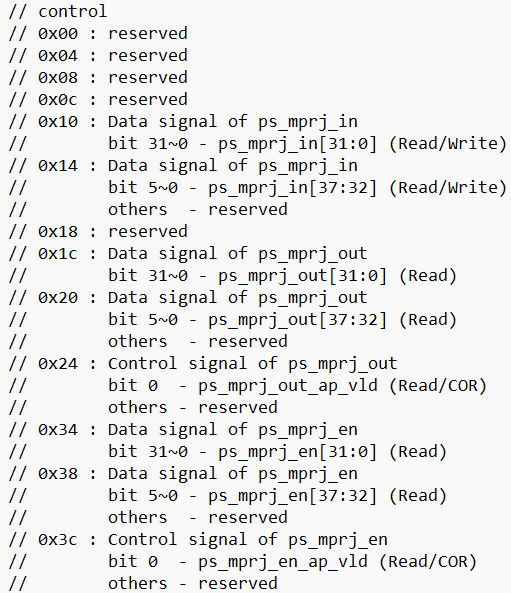 // control
// 0x00 : reserved
// 0x04 : reserved
// 0x08 : reserved
// 0x0c : reserved
// 0x10 : Data signal of ps_mprj_in
//        bit 31~0 - ps_mprj_in[31:0] (Read/Write)
// 0x14 : Data signal of ps_mprj_in
//        bit 5~0 - ps_mprj_in[37:32] (Read/Write)
//        others  - reserved
// 0x18 : reserved
// 0x1c : Data signal of ps_mprj_out
//        bit 31~0 - ps_mprj_out[31:0] (Read)
// 0x20 : Data signal of ps_mprj_out
//        bit 5~0 - ps_mprj_out[37:32] (Read)
//        others  - reserved
// 0x24 : Control signal of ps_mprj_out
//        bit 0  - ps_mprj_out_ap_vld (Read/COR)
//        others - reserved
// 0x34 : Data signal of ps_mprj_en
//        bit 31~0 - ps_mprj_en[31:0] (Read)
// 0x38 : Data signal of ps_mprj_en
//        bit 5~0 - ps_mprj_en[37:32] (Read)
//        others  - reserved
// 0x3c : Control signal of ps_mprj_en
//        bit 0  - ps_mprj_en_ap_vld (Read/COR)
//        others - reserved